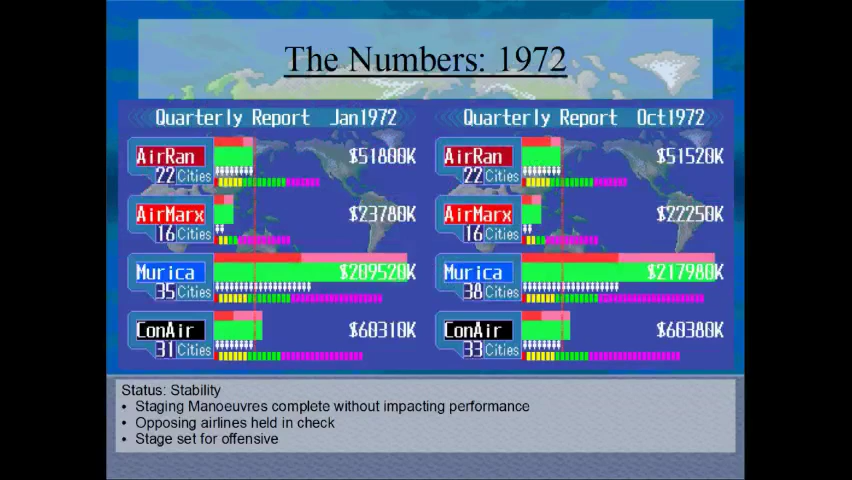 The Numbers: 1972
Quarterly Report Jan1972
AirRan $51800K
22 Cities
AirMarx $23780K
16 Cities
Murica $209520K
35 Cities
ConAir $60310K
31 Cities
Quarterly Report Oct1972
AirRan $51520K
22 Cities
AirMarx $22250K
16 Cities
Murica $217980K
38 Cities
ConAir $60380K
33 Cities
Status: Stability
• Staging Manoeuvres complete without impacting performance
• Opposing airlines held in check
• Stage set for offensive